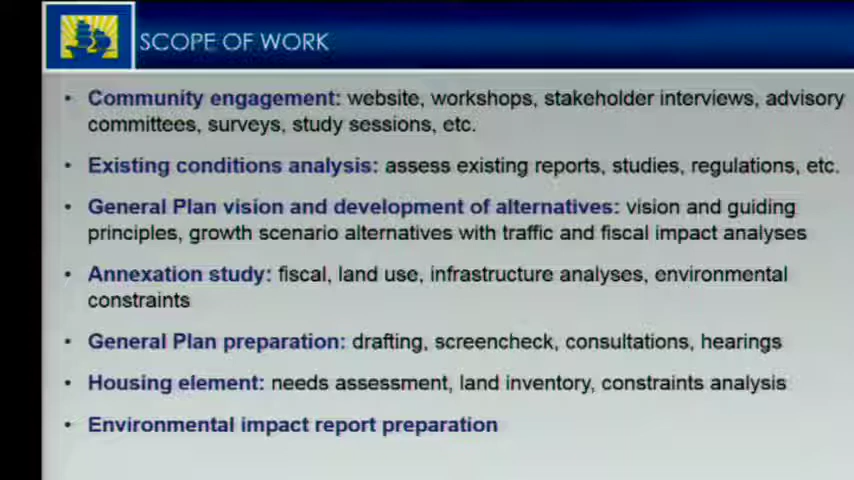 SCOPE OF WORK
• Community engagement: website, workshops, stakeholder interviews, advisory
committees, surveys, study sessions, etc.
• Existing conditions analysis: assess existing reports, studies, regulations, etc.
• General Plan vision and development of alternatives: vision and guiding
principles, growth scenario alternatives with traffic and fiscal impact analyses
• Annexation study: fiscal, land use, infrastructure analyses, environmental
constraints
• General Plan preparation: drafting, screencheck, consultations, hearings
• Housing element: needs assessment, land inventory, constraints analysis
• Environmental impact report preparation